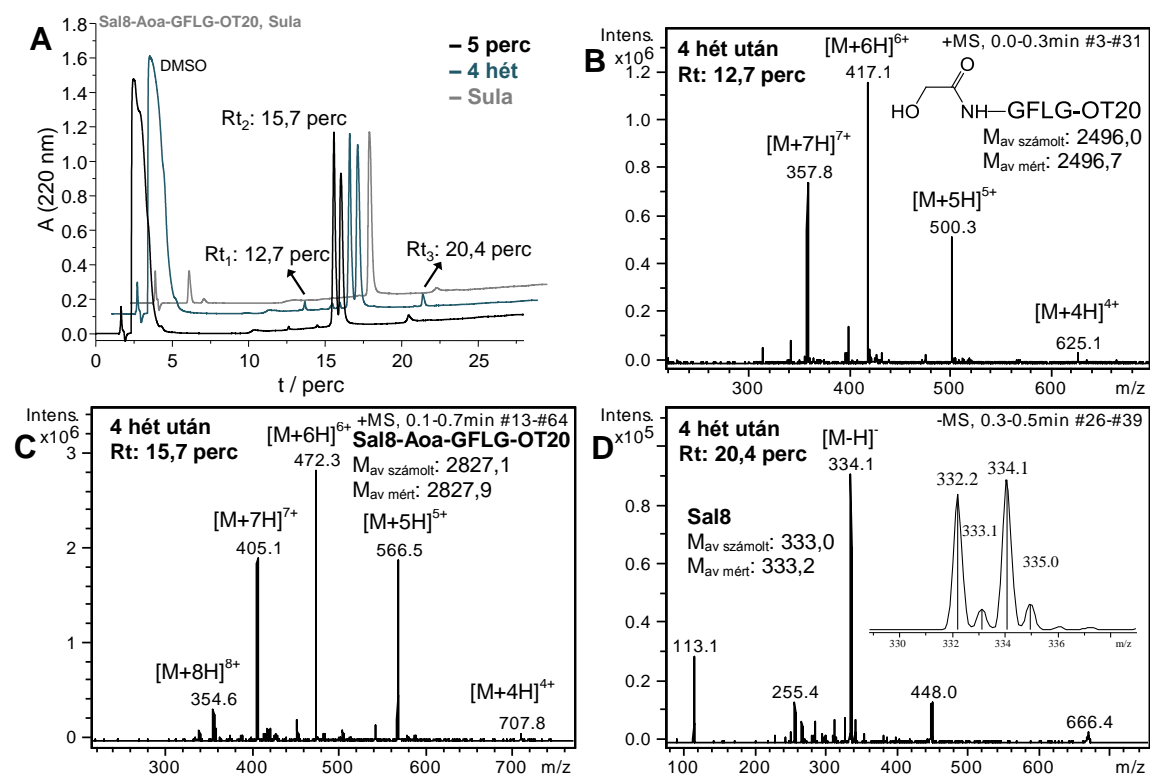 Sal8-Aoa-GFLG-OT20, Sula
A
1.8
1.6
1.4
1.2
1.0
0.8
0.6
0.4
0.2
0.0
A (220 nm)
DMSO
5 perc
4 hét
Sula
Rt2: 15,7 perc
Rt1: 12,7 perc
Rt3: 20,4 perc
0 5 10 15 20 25
t / perc
B
Intens.
x10⁶
1.2
1.0
0.8
0.6
0.4
0.2
0.0
4 hét után
Rt: 12,7 perc
+MS, 0.0-0.3min #3-#31
[M+6H]⁶⁺
417.1
O
HO NH GFLG-OT20
Mav számolt: 2496,0
Mav mért: 2496,7
[M+7H]⁷⁺
357.8
[M+5H]⁵⁺
500.3
[M+4H]⁴⁺
625.1
300 400 500 600 m/z
C
Intens.
x10⁶
3
2
1
0
4 hét után
Rt: 15,7 perc
+MS, 0.1-0.7min #13-#64
[M+6H]⁶⁺
472.3
Sal8-Aoa-GFLG-OT20
Mav számolt: 2827,1
Mav mért: 2827,9
[M+7H]⁷⁺
405.1
[M+5H]⁵⁺
566.5
[M+8H]⁸⁺
354.6
[M+4H]⁴⁺
707.8
300 400 500 600 700 m/z
D
Intens.
x10⁵
0.8
0.6
0.4
0.2
0.0
4 hét után
Rt: 20,4 perc
-MS, 0.3-0.5min #26-#39
[M-H]⁻
334.1
Sal8
Mav számolt: 333,0
Mav mért: 333,2
332.2
333.1
334.1
335.0
330 332 334 336 m/z
113.1
255.4
448.0
666.4
100 200 300 400 500 600 m/z